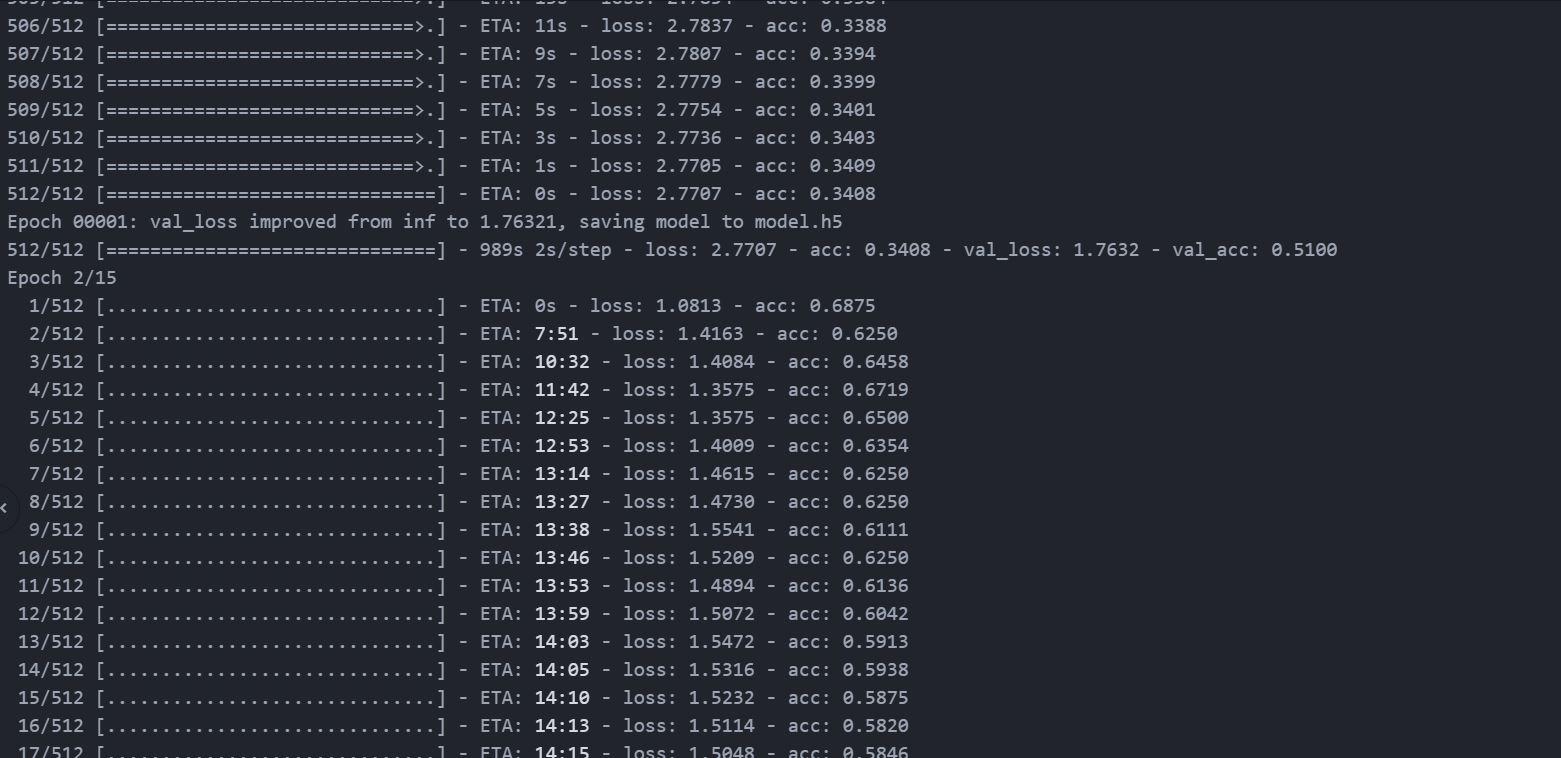 506/512 [============================>.] - ETA: 11s - loss: 2.7837 - acc: 0.3388
507/512 [============================>.] - ETA: 9s - loss: 2.7807 - acc: 0.3394
508/512 [============================>.] - ETA: 7s - loss: 2.7779 - acc: 0.3399
509/512 [============================>.] - ETA: 5s - loss: 2.7754 - acc: 0.3401
510/512 [============================>.] - ETA: 3s - loss: 2.7736 - acc: 0.3403
511/512 [============================>.] - ETA: 1s - loss: 2.7705 - acc: 0.3409
512/512 [==============================] - ETA: 0s - loss: 2.7707 - acc: 0.3408
Epoch 00001: val_loss improved from inf to 1.76321, saving model to model.h5
512/512 [==============================] - 989s 2s/step - loss: 2.7707 - acc: 0.3408 - val_loss: 1.7632 - val_acc: 0.5100
Epoch 2/15
1/512 [..............................] - ETA: 0s - loss: 1.0813 - acc: 0.6875
2/512 [..............................] - ETA: 7:51 - loss: 1.4163 - acc: 0.6250
3/512 [..............................] - ETA: 10:32 - loss: 1.4084 - acc: 0.6458
4/512 [..............................] - ETA: 11:42 - loss: 1.3575 - acc: 0.6719
5/512 [..............................] - ETA: 12:25 - loss: 1.3575 - acc: 0.6500
6/512 [..............................] - ETA: 12:53 - loss: 1.4009 - acc: 0.6354
7/512 [..............................] - ETA: 13:14 - loss: 1.4615 - acc: 0.6250
8/512 [..............................] - ETA: 13:27 - loss: 1.4730 - acc: 0.6250
9/512 [..............................] - ETA: 13:38 - loss: 1.5541 - acc: 0.6111
10/512 [..............................] - ETA: 13:46 - loss: 1.5209 - acc: 0.6250
11/512 [..............................] - ETA: 13:53 - loss: 1.4894 - acc: 0.6136
12/512 [..............................] - ETA: 13:59 - loss: 1.5072 - acc: 0.6042
13/512 [..............................] - ETA: 14:03 - loss: 1.5472 - acc: 0.5913
14/512 [..............................] - ETA: 14:05 - loss: 1.5316 - acc: 0.5938
15/512 [..............................] - ETA: 14:10 - loss: 1.5232 - acc: 0.5875
16/512 [..............................] - ETA: 14:13 - loss: 1.5114 - acc: 0.5820
17/512 [..............................] - ETA: 14:15 - loss: 1.5048 - acc: 0.5846